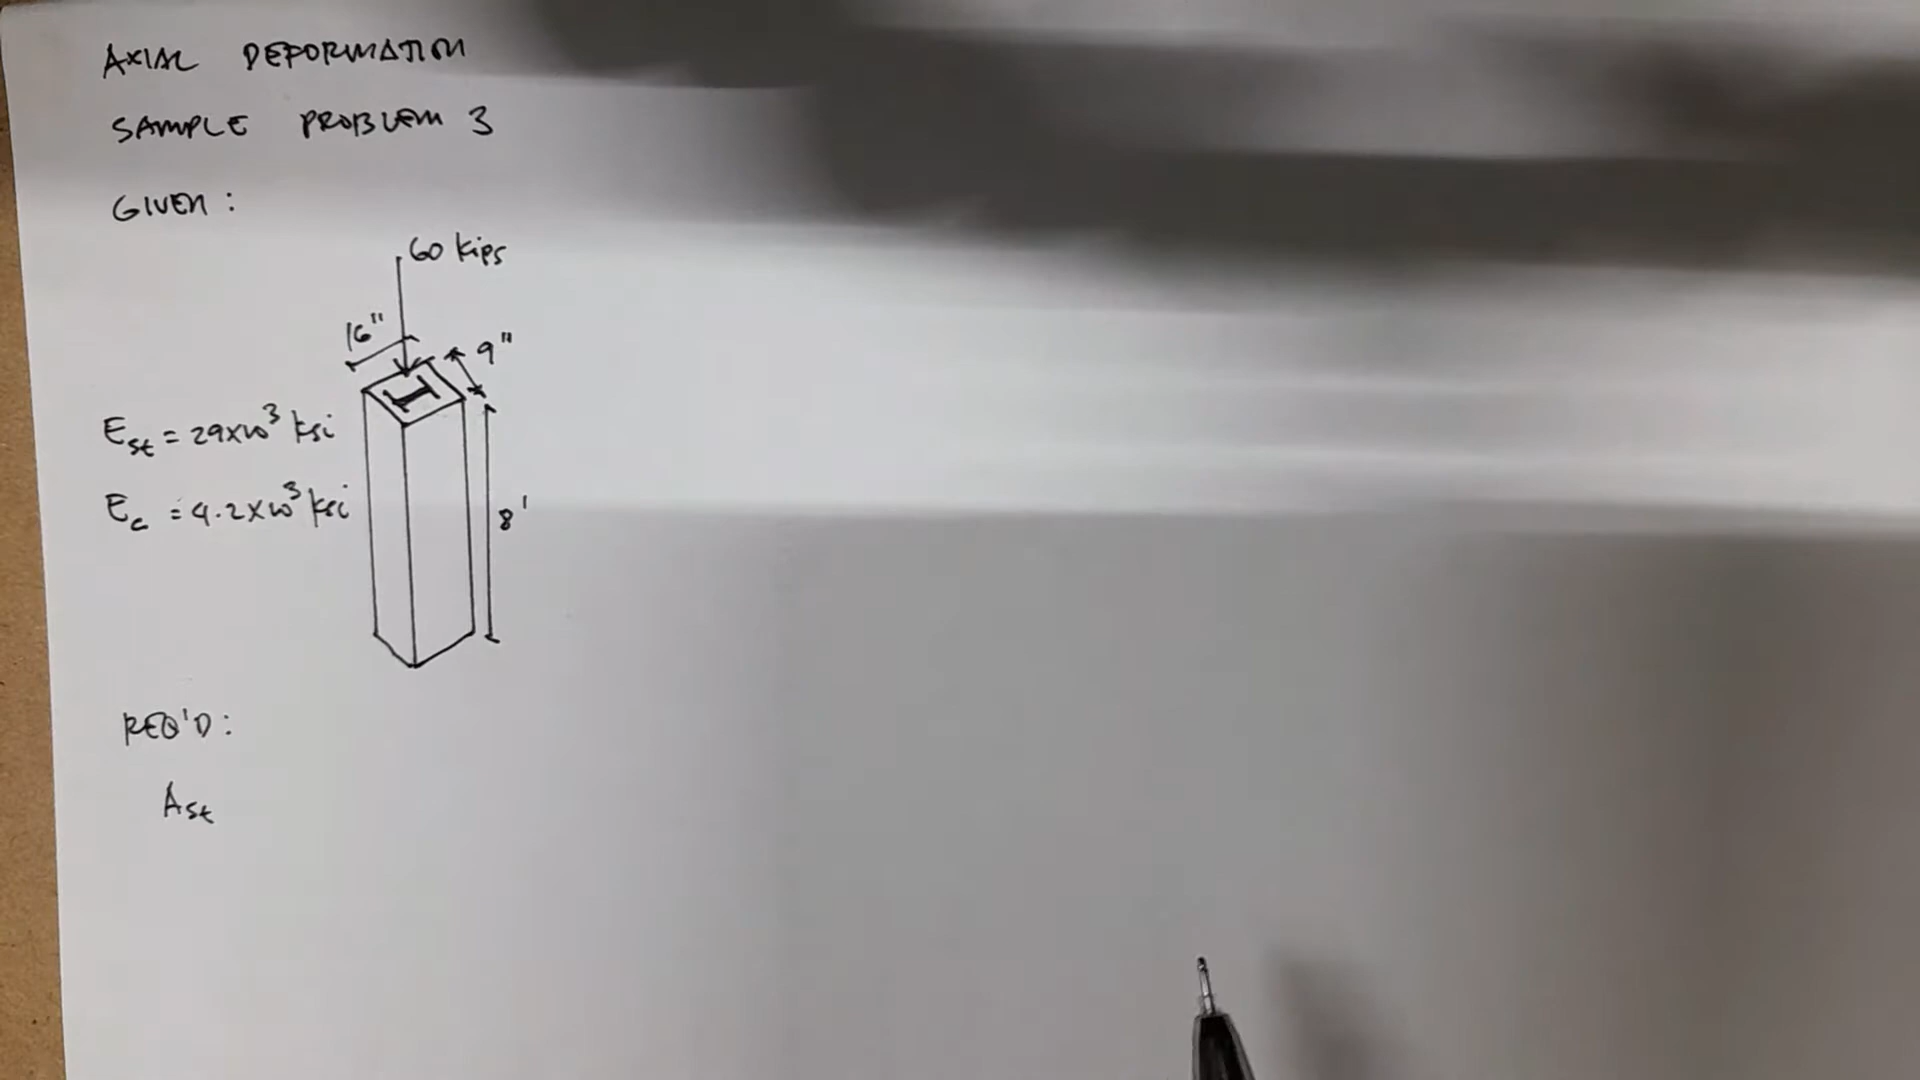 AXIAL DEFORMATION
SAMPLE PROBLEM 3
GIVEN:
60 kips
16"
9"
Est = 29x10³ ksi
Ec = 4.2x10³ ksi
8'
REQ'D:
Ast